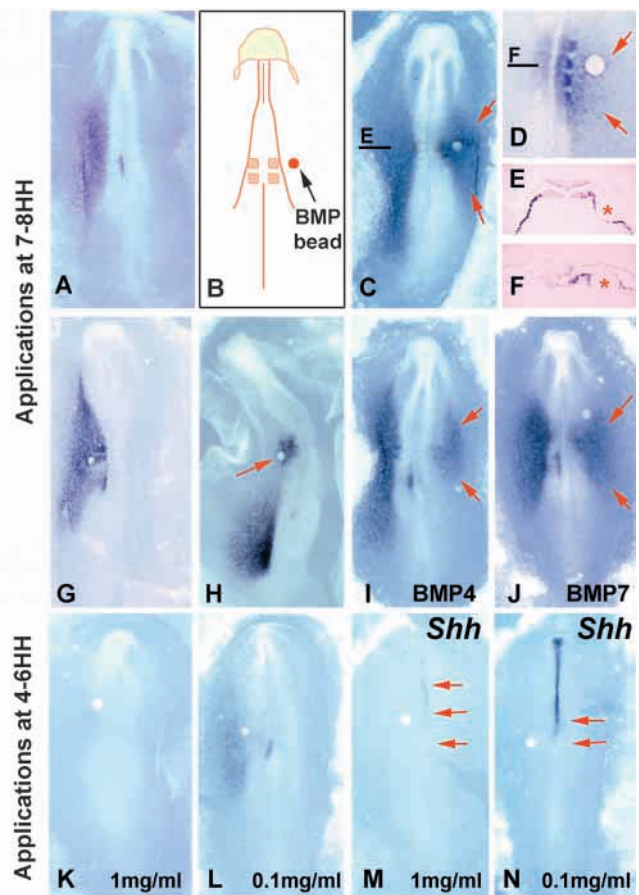 Applications at 7-8HH
A
B
BMP
bead
E
C
F
D
E
F
G
H
I
BMP4
J
BMP7
Applications at 4-6HH
K
1mg/ml
L
0.1mg/ml
Shh
M
1mg/ml
Shh
N
0.1mg/ml